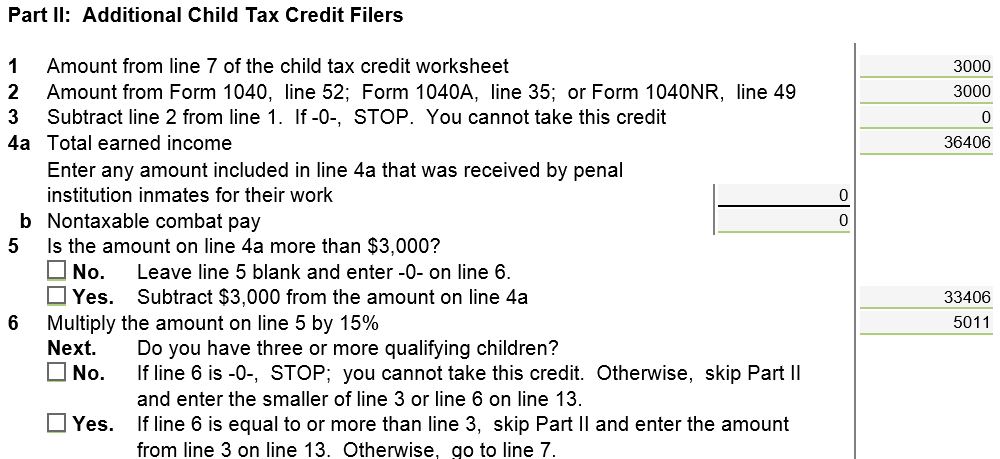 Part II: Additional Child Tax Credit Filers
1 Amount from line 7 of the child tax credit worksheet 3000
2 Amount from Form 1040, line 52; Form 1040A, line 35; or Form 1040NR, line 49 3000
3 Subtract line 2 from line 1. If -0-, STOP. You cannot take this credit 0
4a Total earned income 36406
Enter any amount included in line 4a that was received by penal
institution inmates for their work 0
b Nontaxable combat pay 0
5 Is the amount on line 4a more than $3,000?
No. Leave line 5 blank and enter -0- on line 6.
Yes. Subtract $3,000 from the amount on line 4a 33406
6 Multiply the amount on line 5 by 15% 5011
Next. Do you have three or more qualifying children?
No. If line 6 is -0-, STOP; you cannot take this credit. Otherwise, skip Part II
and enter the smaller of line 3 or line 6 on line 13.
Yes. If line 6 is equal to or more than line 3, skip Part II and enter the amount
from line 3 on line 13. Otherwise, go to line 7.